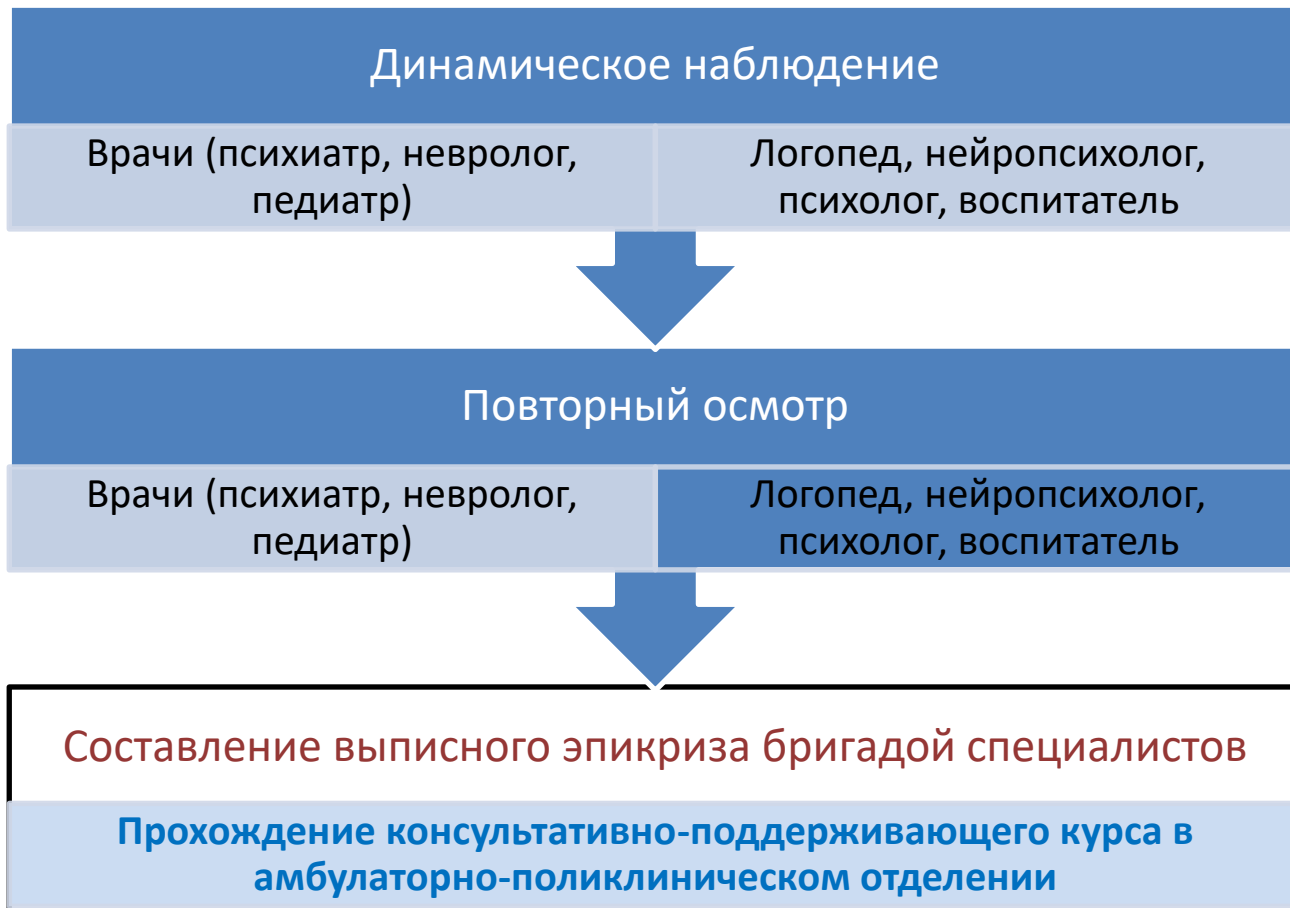 Динамическое наблюдение
Врачи (психиатр, невролог,
педиатр)
Логопед, нейропсихолог,
психолог, воспитатель
Повторный осмотр
Врачи (психиатр, невролог,
педиатр)
Логопед, нейропсихолог,
психолог, воспитатель
Составление выписного эпикриза бригадой специалистов
Прохождение консультативно-поддерживающего курса в
амбулаторно-поликлиническом отделении